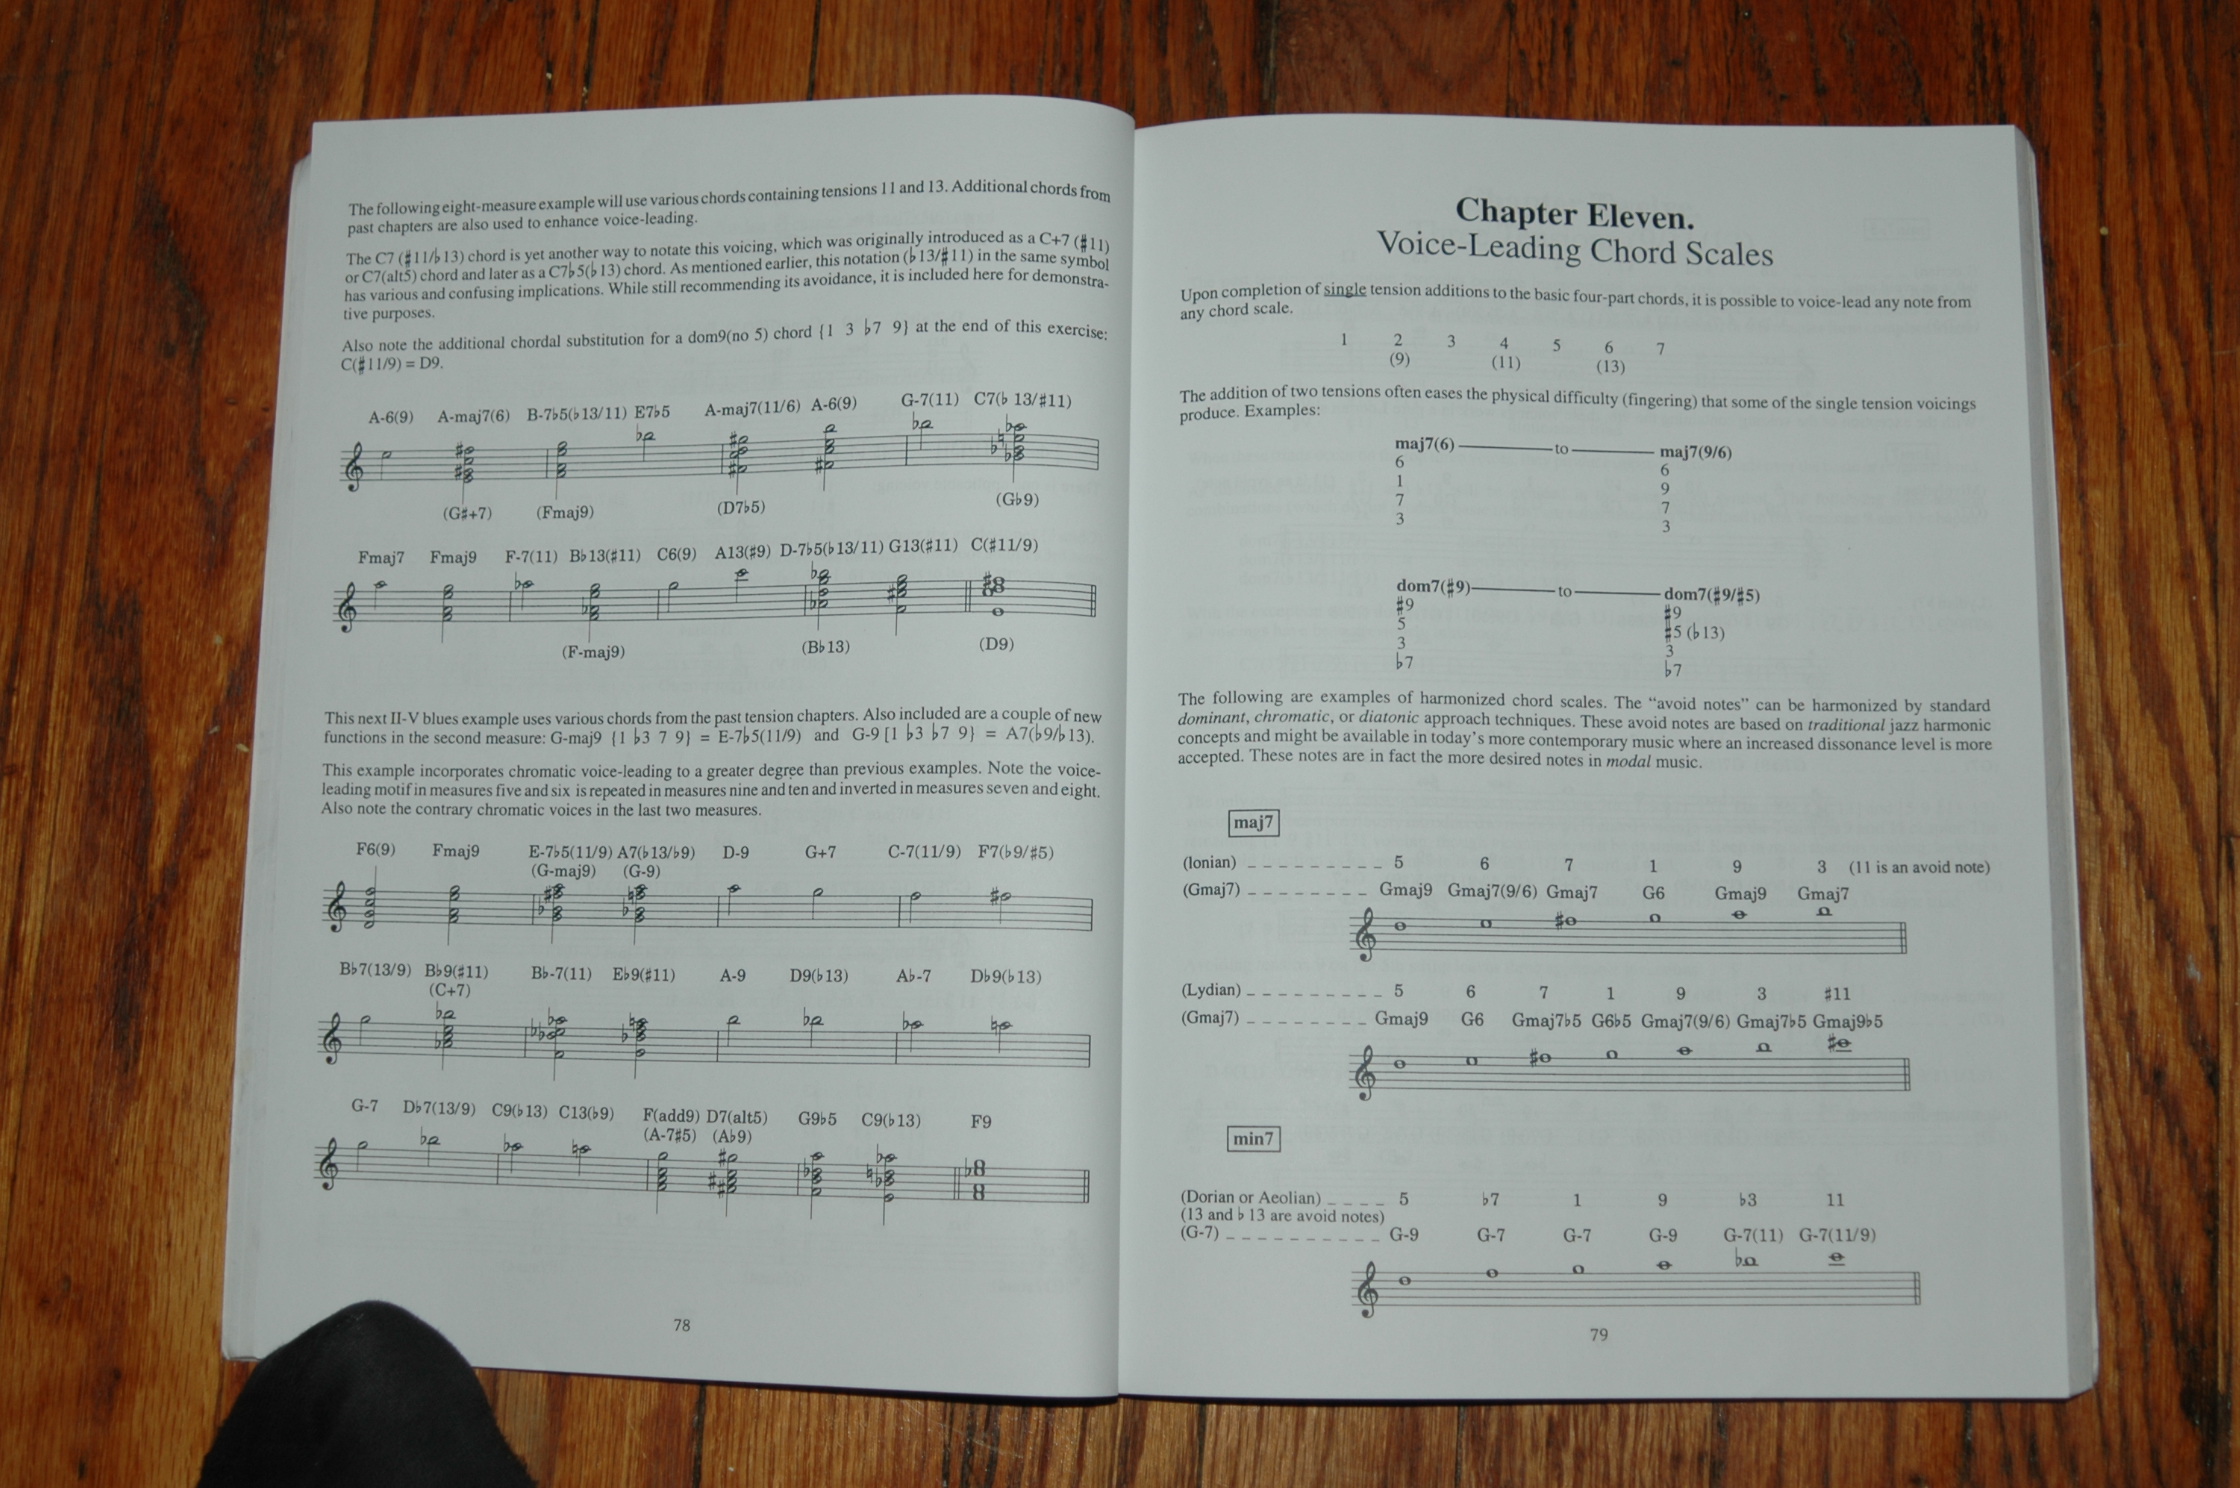 The following eight-measure example will use various chords containing tensions 11 and 13. Additional chords from
past chapters are also used to enhance voice-leading.
The C7 (♯11/♭13) chord is yet another way to notate this voicing, which was originally introduced as a C+7 (♯11)
or C7(alt5) chord and later as a C7♭5(♭13) chord. As mentioned earlier, this notation (♭13/♯11) in the same symbol
has various and confusing implications. While still recommending its avoidance, it is included here for demonstra-
tive purposes.
Also note the additional chordal substitution for a dom9(no 5) chord {1 3 ♭7 9} at the end of this exercise:
C(♯11/9) = D9.
A-6(9) A-maj7(6) B-7♭5(♭13/11) E7♭5 A-maj7(11/6) A-6(9) G-7(11) C7(♭ 13/♯11)
(G♯+7) (Fmaj9) (D7♭5) (G♭9)
Fmaj7 Fmaj9 F-7(11) B♭13(♯11) C6(9) A13(♯9) D-7♭5(♭13/11) G13(♯11) C(♯11/9)
(F-maj9) (B♭13) (D9)
This next II-V blues example uses various chords from the past tension chapters. Also included are a couple of new
functions in the second measure: G-maj9 {1 ♭3 7 9} = E-7♭5(11/9) and G-9 [1 ♭3 ♭7 9} = A7(♭9/♭13).
This example incorporates chromatic voice-leading to a greater degree than previous examples. Note the voice-
leading motif in measures five and six is repeated in measures nine and ten and inverted in measures seven and eight.
Also note the contrary chromatic voices in the last two measures.
F6(9) Fmaj9 E-7♭5(11/9) A7(♭13/♭9) D-9 G+7 C-7(11/9) F7(♭9/♯5)
(G-maj9) (G-9)
B♭7(13/9) B♭9(♯11) B♭-7(11) E♭9(♯11) A-9 D9(♭13) A♭-7 D♭9(♭13)
(C+7)
G-7 D♭7(13/9) C9(♭13) C13(♭9) F(add9) D7(alt5) G9♭5 C9(♭13) F9
(A-7♯5) (A♭9)
78
Chapter Eleven.
Voice-Leading Chord Scales
Upon completion of single tension additions to the basic four-part chords, it is possible to voice-lead any note from
any chord scale.
1 2 3 4 5 6 7
(9) (11) (13)
The addition of two tensions often eases the physical difficulty (fingering) that some of the single tension voicings
produce. Examples:
maj7(6) to maj7(9/6)
6 6
1 9
7 7
3 3
dom7(♯9) to dom7(♯9/♯5)
♯9 ♯9
5 ♯5 (♭13)
3 3
♭7 ♭7
The following are examples of harmonized chord scales. The “avoid notes” can be harmonized by standard
dominant, chromatic, or diatonic approach techniques. These avoid notes are based on traditional jazz harmonic
concepts and might be available in today’s more contemporary music where an increased dissonance level is more
accepted. These notes are in fact the more desired notes in modal music.
maj7
(Ionian) _ _ _ _ _ _ _ _ _ 5 6 7 1 9 3 (11 is an avoid note)
(Gmaj7) _ _ _ _ _ _ _ _ Gmaj9 Gmaj7(9/6) Gmaj7 G6 Gmaj9 Gmaj7
(Lydian) _ _ _ _ _ _ _ _ _ 5 6 7 1 9 3 ♯11
(Gmaj7) _ _ _ _ _ _ _ _ Gmaj9 G6 Gmaj7♭5 G6♭5 Gmaj7(9/6) Gmaj7♭5 Gmaj9♭5
min7
(Dorian or Aeolian) _ _ _ _ 5 ♭7 1 9 ♭3 11
(13 and ♭ 13 are avoid notes)
(G-7) _ _ _ _ _ _ _ _ _ _ G-9 G-7 G-7 G-9 G-7(11) G-7(11/9)
79